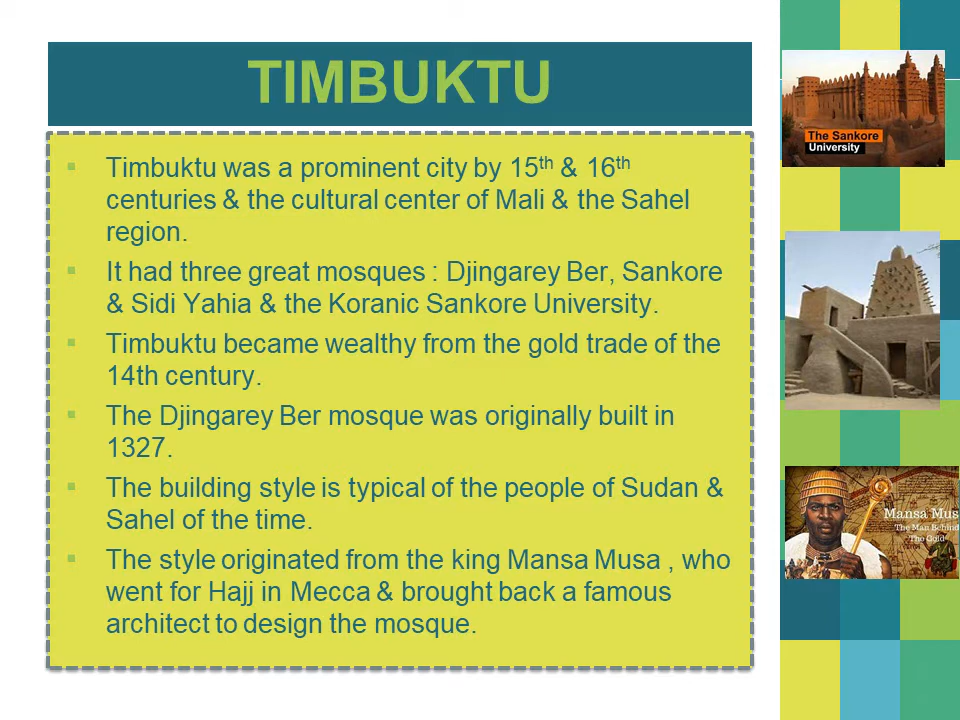 TIMBUKTU
Timbuktu was a prominent city by 15th & 16th
centuries & the cultural center of Mali & the Sahel
region.
It had three great mosques : Djingarey Ber, Sankore
& Sidi Yahia & the Koranic Sankore University.
Timbuktu became wealthy from the gold trade of the
14th century.
The Djingarey Ber mosque was originally built in
1327.
The building style is typical of the people of Sudan &
Sahel of the time.
The style originated from the king Mansa Musa , who
went for Hajj in Mecca & brought back a famous
architect to design the mosque.
The Sankore
University
Mansa Mus
The Man Behind
The Gold